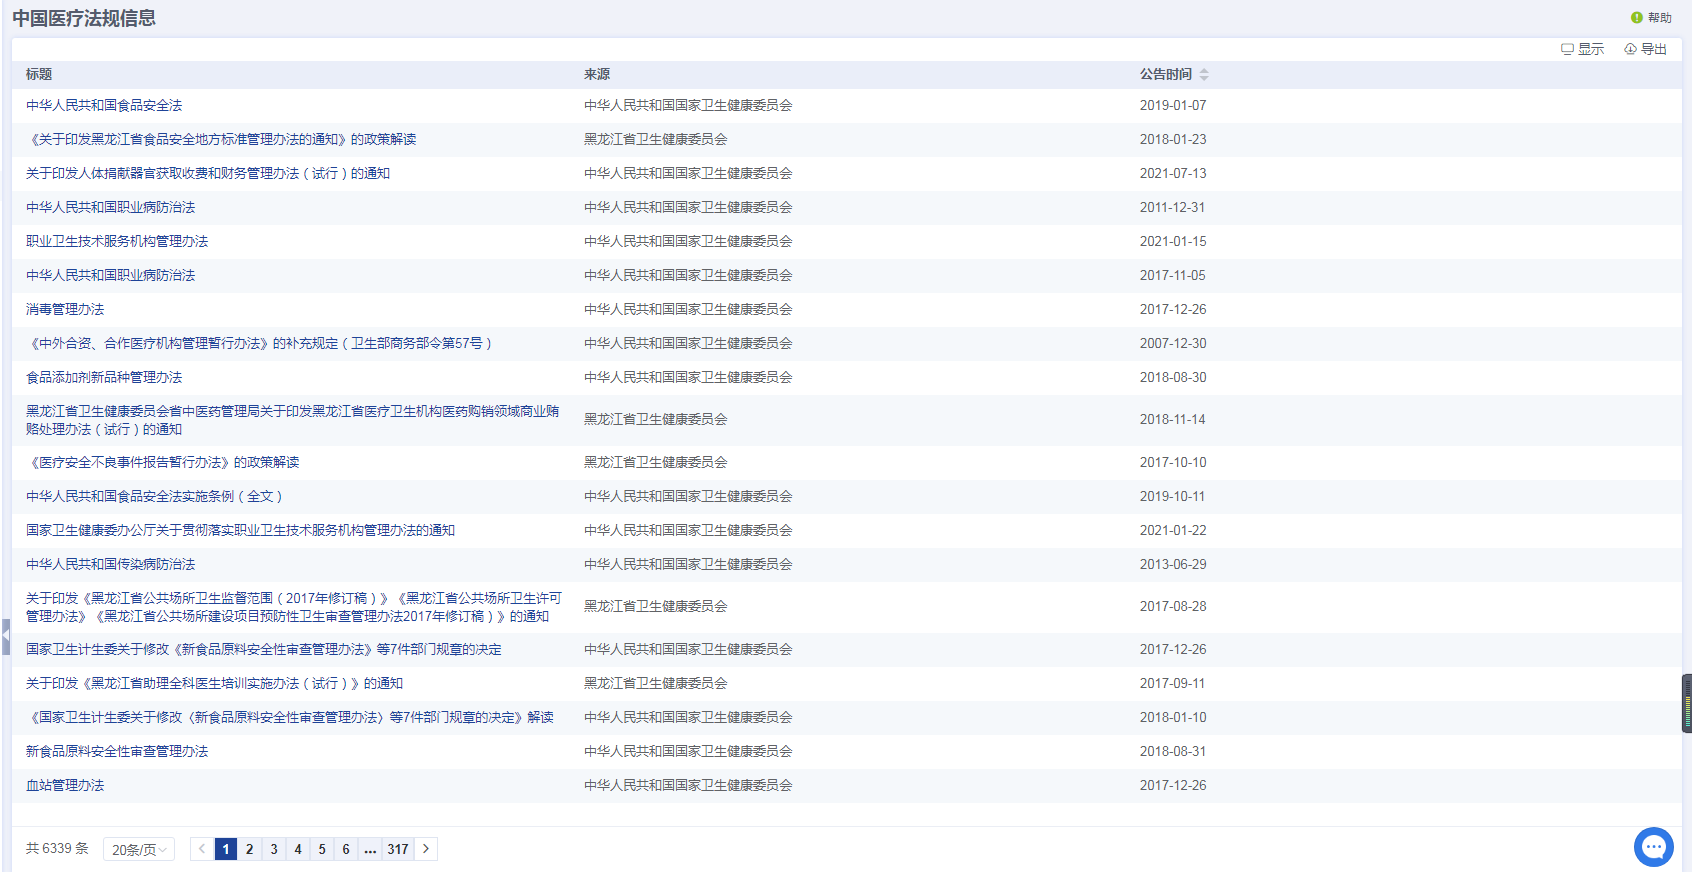 中国医疗法规信息
帮助
显示 导出
标题 来源 公告时间
中华人民共和国食品安全法 中华人民共和国国家卫生健康委员会 2019-01-07
《关于印发黑龙江省食品安全地方标准管理办法的通知》的政策解读 黑龙江省卫生健康委员会 2018-01-23
关于印发人体捐献器官获取收费和财务管理办法（试行）的通知 中华人民共和国国家卫生健康委员会 2021-07-13
中华人民共和国职业病防治法 中华人民共和国国家卫生健康委员会 2011-12-31
职业卫生技术服务机构管理办法 中华人民共和国国家卫生健康委员会 2021-01-15
中华人民共和国职业病防治法 中华人民共和国国家卫生健康委员会 2017-11-05
消毒管理办法 中华人民共和国国家卫生健康委员会 2017-12-26
《中外合资、合作医疗机构管理暂行办法》的补充规定（卫生部商务部令第57号） 中华人民共和国国家卫生健康委员会 2007-12-30
食品添加剂新品种管理办法 中华人民共和国国家卫生健康委员会 2018-08-30
黑龙江省卫生健康委员会省中医药管理局关于印发黑龙江省医疗卫生机构医药购销领域商业贿
赂处理办法（试行）的通知 黑龙江省卫生健康委员会 2018-11-14
《医疗安全不良事件报告暂行办法》的政策解读 黑龙江省卫生健康委员会 2017-10-10
中华人民共和国食品安全法实施条例（全文） 中华人民共和国国家卫生健康委员会 2019-10-11
国家卫生健康委办公厅关于贯彻落实职业卫生技术服务机构管理办法的通知 中华人民共和国国家卫生健康委员会 2021-01-22
中华人民共和国传染病防治法 中华人民共和国国家卫生健康委员会 2013-06-29
关于印发《黑龙江省公共场所卫生监督范围（2017年修订稿）》《黑龙江省公共场所卫生许可
管理办法》《黑龙江省公共场所建设项目预防性卫生审查管理办法2017年修订稿）》的通知 黑龙江省卫生健康委员会 2017-08-28
国家卫生计生委关于修改《新食品原料安全性审查管理办法》等7件部门规章的决定 中华人民共和国国家卫生健康委员会 2017-12-26
关于印发《黑龙江省助理全科医生培训实施办法（试行）》的通知 黑龙江省卫生健康委员会 2017-09-11
《国家卫生计生委关于修改〈新食品原料安全性审查管理办法〉等7件部门规章的决定》解读 中华人民共和国国家卫生健康委员会 2018-01-10
新食品原料安全性审查管理办法 中华人民共和国国家卫生健康委员会 2018-08-31
血站管理办法 中华人民共和国国家卫生健康委员会 2017-12-26
共 6339 条 20条/页 1 2 3 4 5 6 ... 317